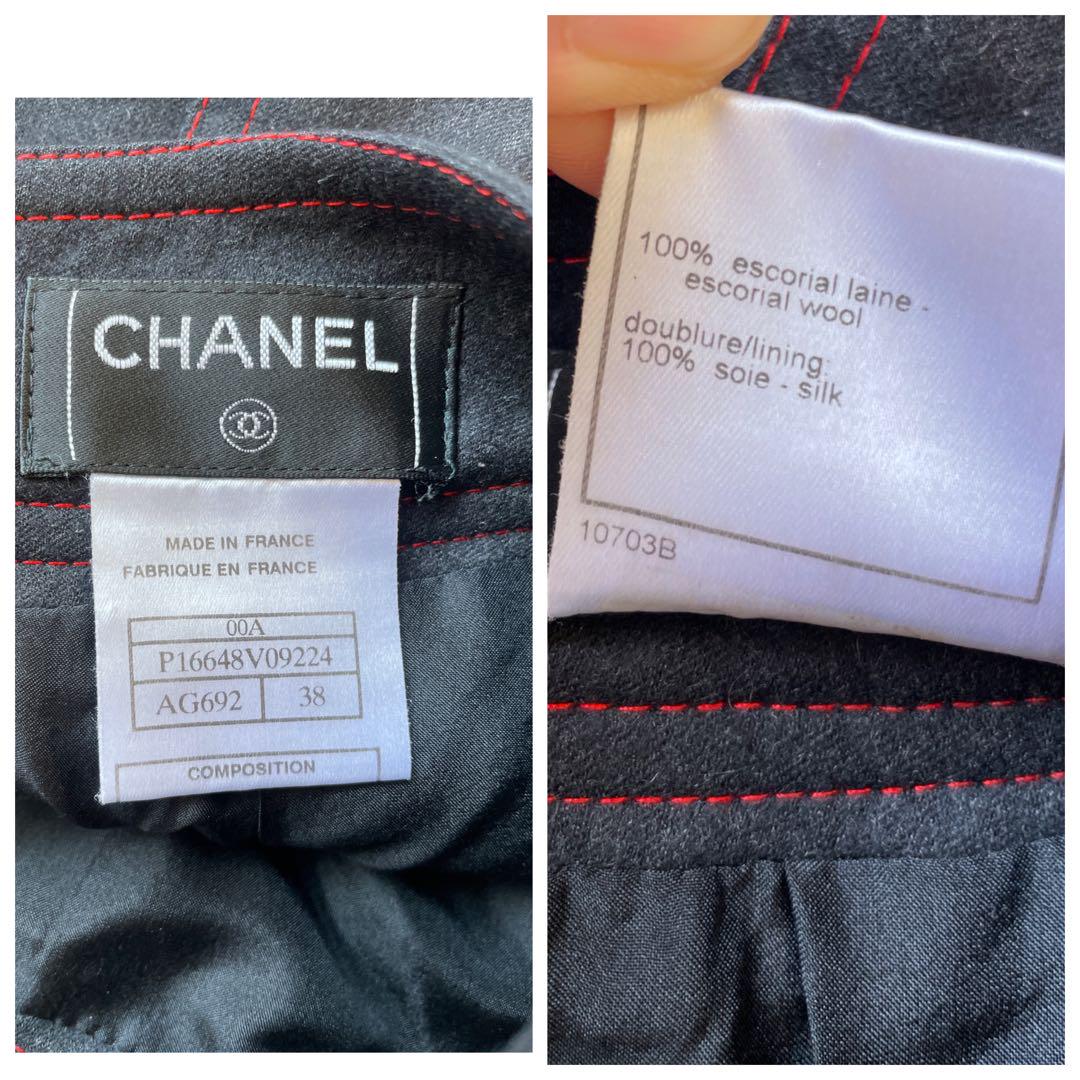 CHANEL
MADE IN FRANCE
FABRIQUE EN FRANCE
00A
P16648V09224
AG692 38
COMPOSITION
100% escorial laine -
escorial wool
doublure/lining:
100% soie - silk
10703B